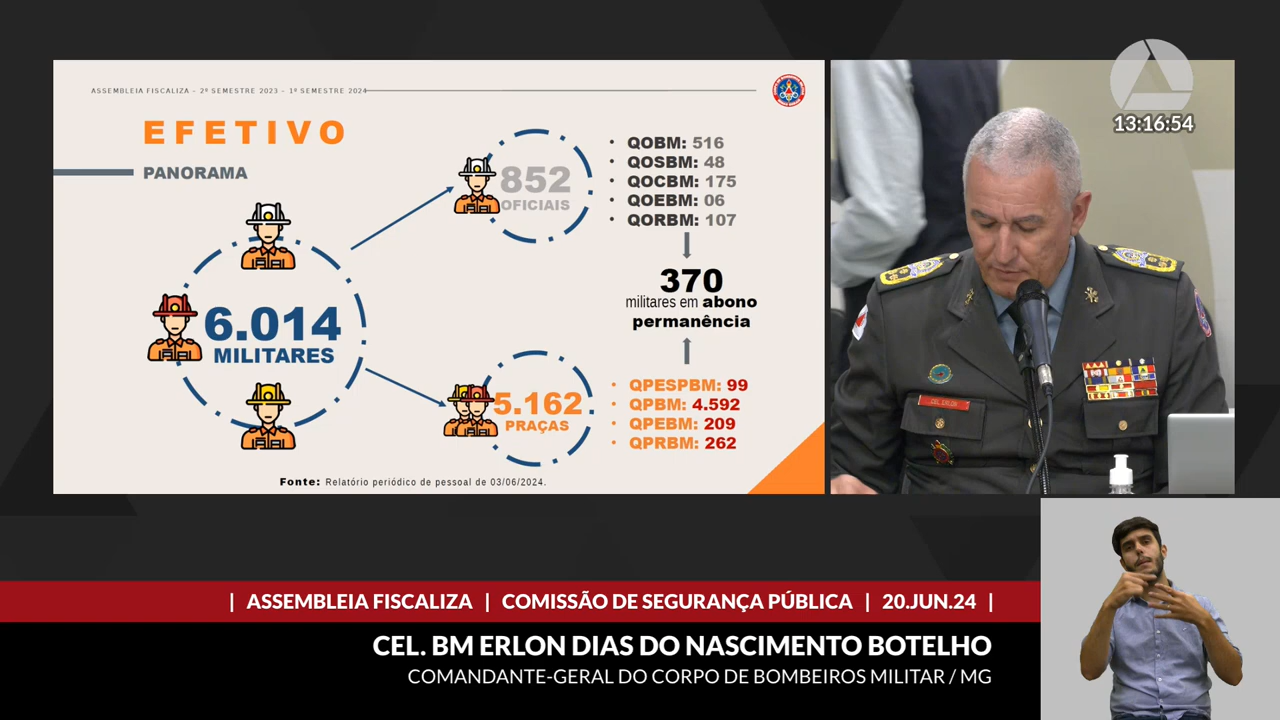 ASSEMBLEIA FISCALIZA – 2º SEMESTRE 2023 – 1º SEMESTRE 2024
EFETIVO
PANORAMA
6.014
MILITARES
852
OFICIAIS
• QOBM: 516
• QOSBM: 48
• QOCBM: 175
• QOEBM: 06
• QORBM: 107
370
militares em abono
permanência
5.162
PRAÇAS
• QPESPBM: 99
• QPBM: 4.592
• QPEBM: 209
• QPRBM: 262
Fonte: Relatório periódico de pessoal de 03/06/2024.
13:16:54
CEL ERLON
| ASSEMBLEIA FISCALIZA | COMISSÃO DE SEGURANÇA PÚBLICA | 20.JUN.24 |
CEL. BM ERLON DIAS DO NASCIMENTO BOTELHO
COMANDANTE-GERAL DO CORPO DE BOMBEIROS MILITAR / MG